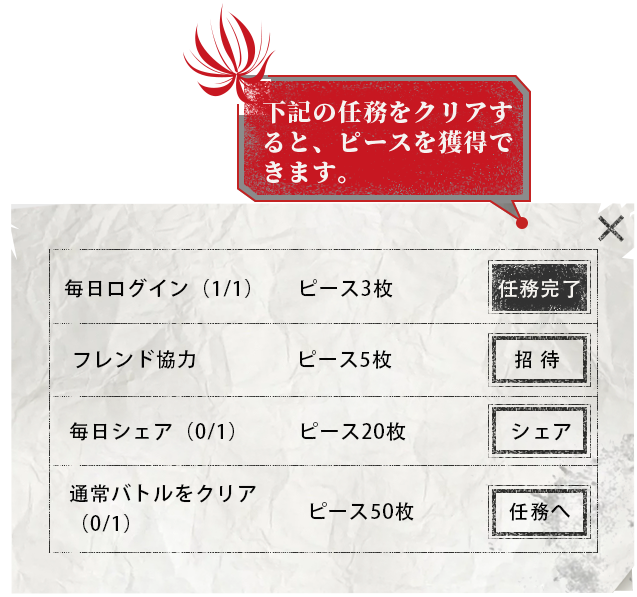 下記の任務をクリアす
ると、ピースを獲得で
きます。
毎日ログイン（1/1） ピース3枚 任務完了
フレンド協力 ピース5枚 招待
毎日シェア（0/1） ピース20枚 シェア
通常バトルをクリア
（0/1） ピース50枚 任務へ